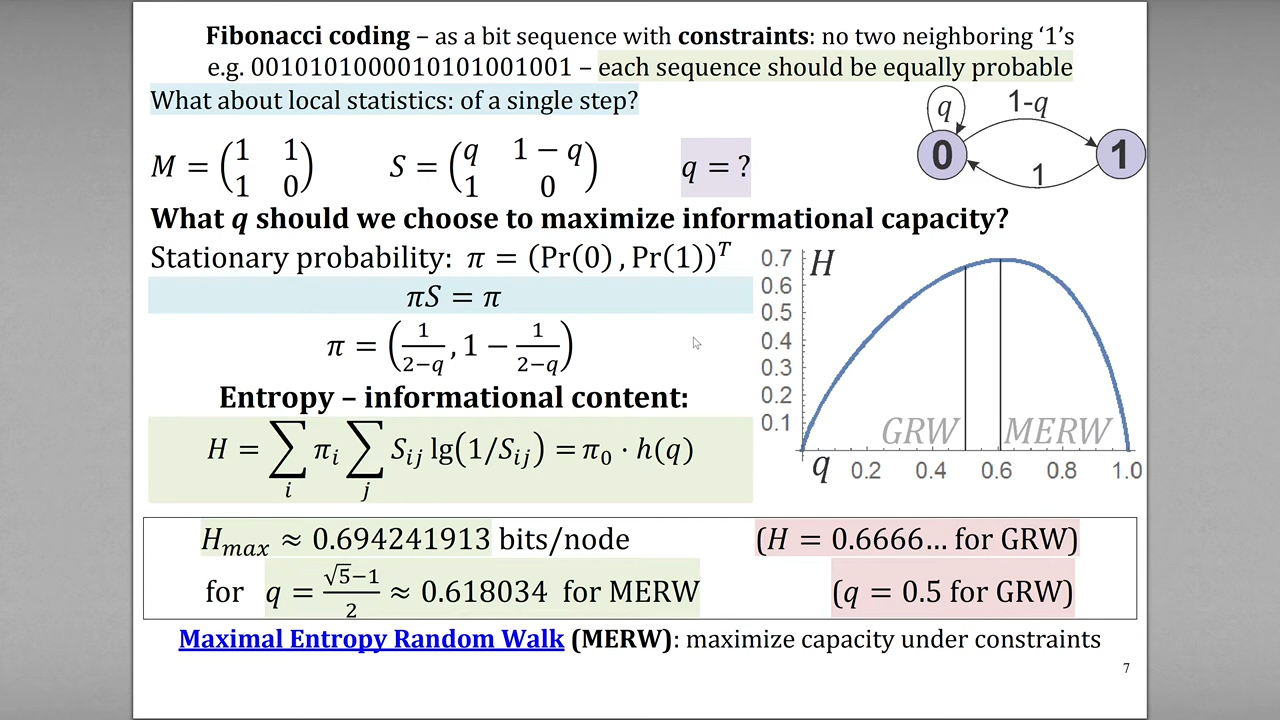 Fibonacci coding – as a bit sequence with constraints: no two neighboring ‘1’s
e.g. 0010101000010101001001 – each sequence should be equally probable
What about local statistics: of a single step?
q 1-q
0 1
1
M = (1 1
1 0)
S = (q 1 − q
1 0)
q = ?
What q should we choose to maximize informational capacity?
Stationary probability: π = (Pr(0) , Pr(1))ᵀ
πS = π
π = (1/(2−q) , 1 − 1/(2−q))
Entropy – informational content:
H = ∑_i π_i ∑_j S_ij lg(1/S_ij) = π₀ · h(q)
0.7 H
0.6
0.5
0.4
0.3
0.2
0.1
GRW MERW
q 0.2 0.4 0.6 0.8 1.0
H_max ≈ 0.694241913 bits/node (H = 0.6666… for GRW)
for q = (√5−1)/2 ≈ 0.618034 for MERW (q = 0.5 for GRW)
Maximal Entropy Random Walk (MERW): maximize capacity under constraints
7